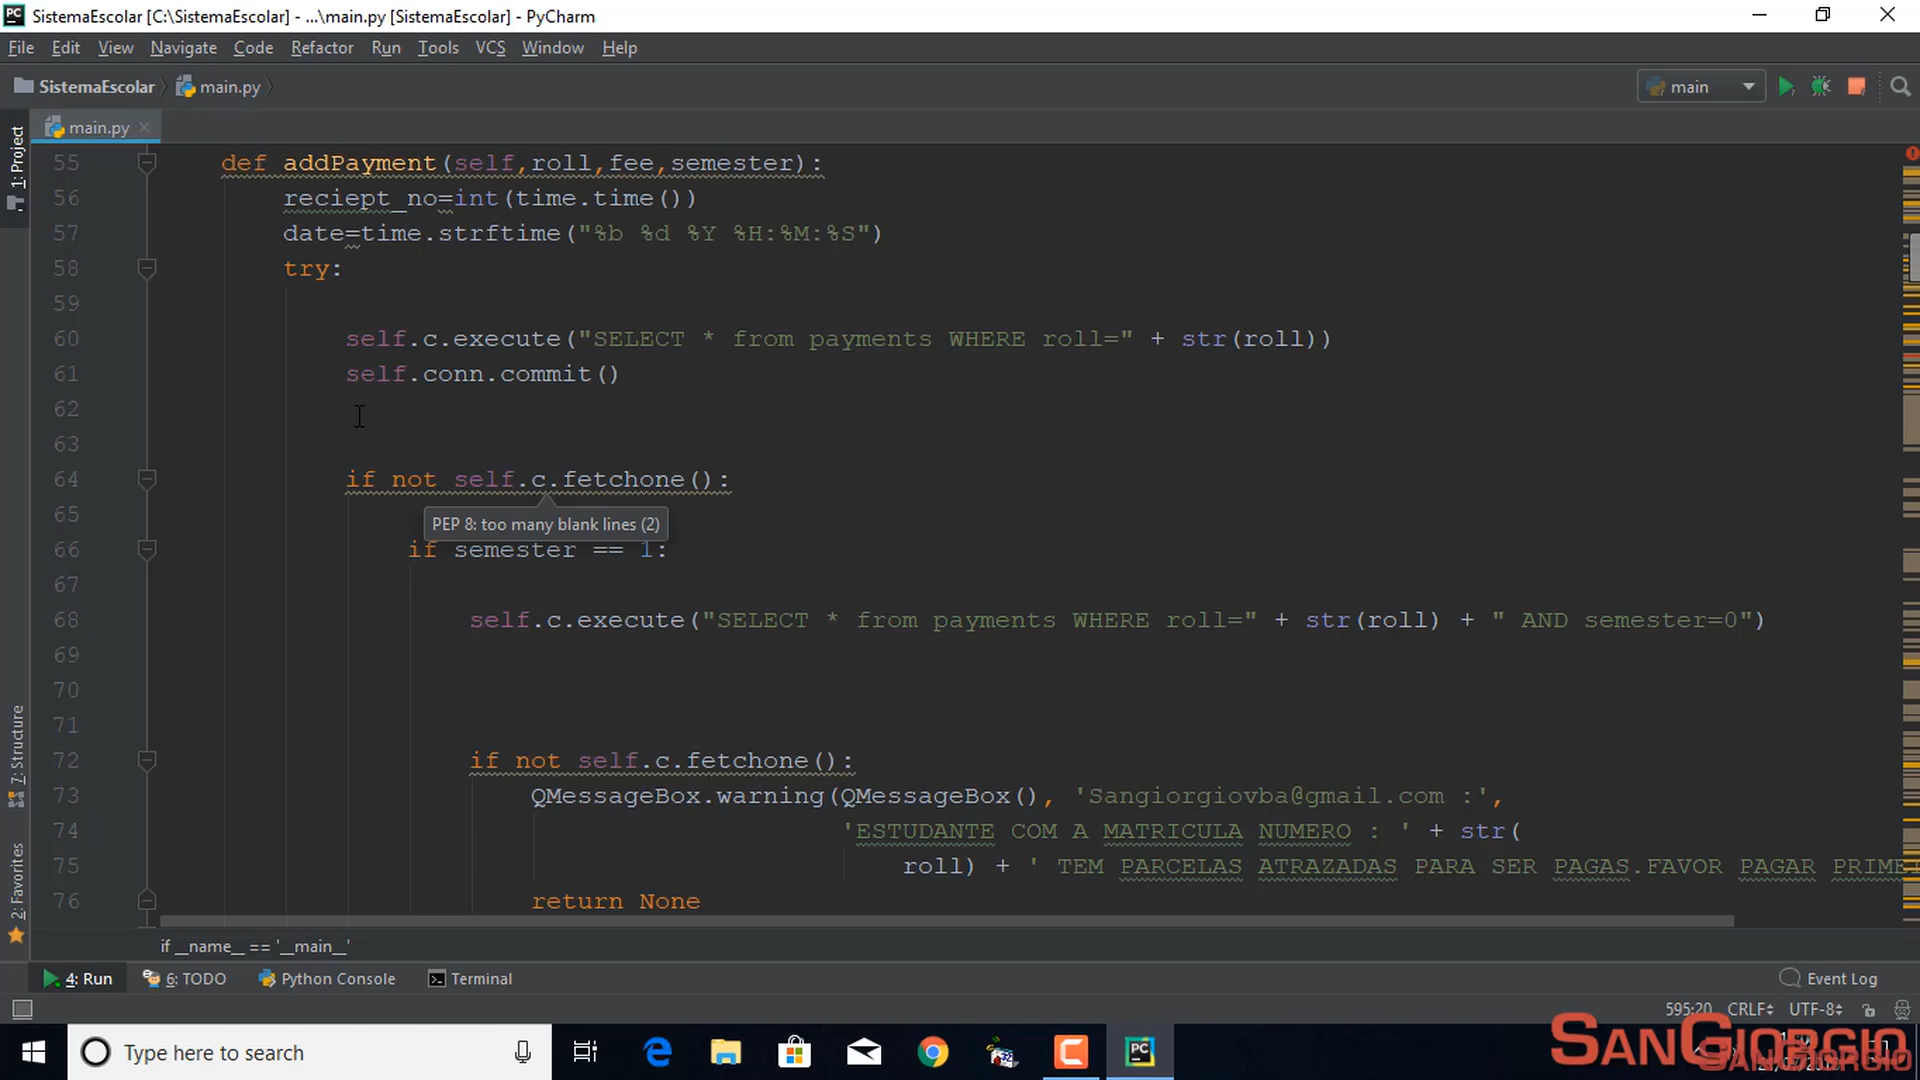 SistemaEscolar [C:\SistemaEscolar] - ...\main.py [SistemaEscolar] - PyCharm
File Edit View Navigate Code Refactor Run Tools VCS Window Help
SistemaEscolar main.py main
1: Project
main.py
55 def addPayment(self,roll,fee,semester):
56 reciept_no=int(time.time())
57 date=time.strftime("%b %d %Y %H:%M:%S")
58 try:
59
60 self.c.execute("SELECT * from payments WHERE roll=" + str(roll))
61 self.conn.commit()
62
63
64 if not self.c.fetchone():
65
PEP 8: too many blank lines (2)
66 if semester == 1:
67
68 self.c.execute("SELECT * from payments WHERE roll=" + str(roll) + " AND semester=0")
69
70
71
72 if not self.c.fetchone():
73 QMessageBox.warning(QMessageBox(), 'Sangiorgiovba@gmail.com :',
74 'ESTUDANTE COM A MATRICULA NUMERO : ' + str(
75 roll) + ' TEM PARCELAS ATRAZADAS PARA SER PAGAS.FAVOR PAGAR PRIME
76 return None
7: Structure
2: Favorites
if __name__ == '__main__'
4: Run 6: TODO Python Console Terminal Event Log
595:20 CRLF UTF-8
Type here to search
SANGIORGIO
SANGIORGIO